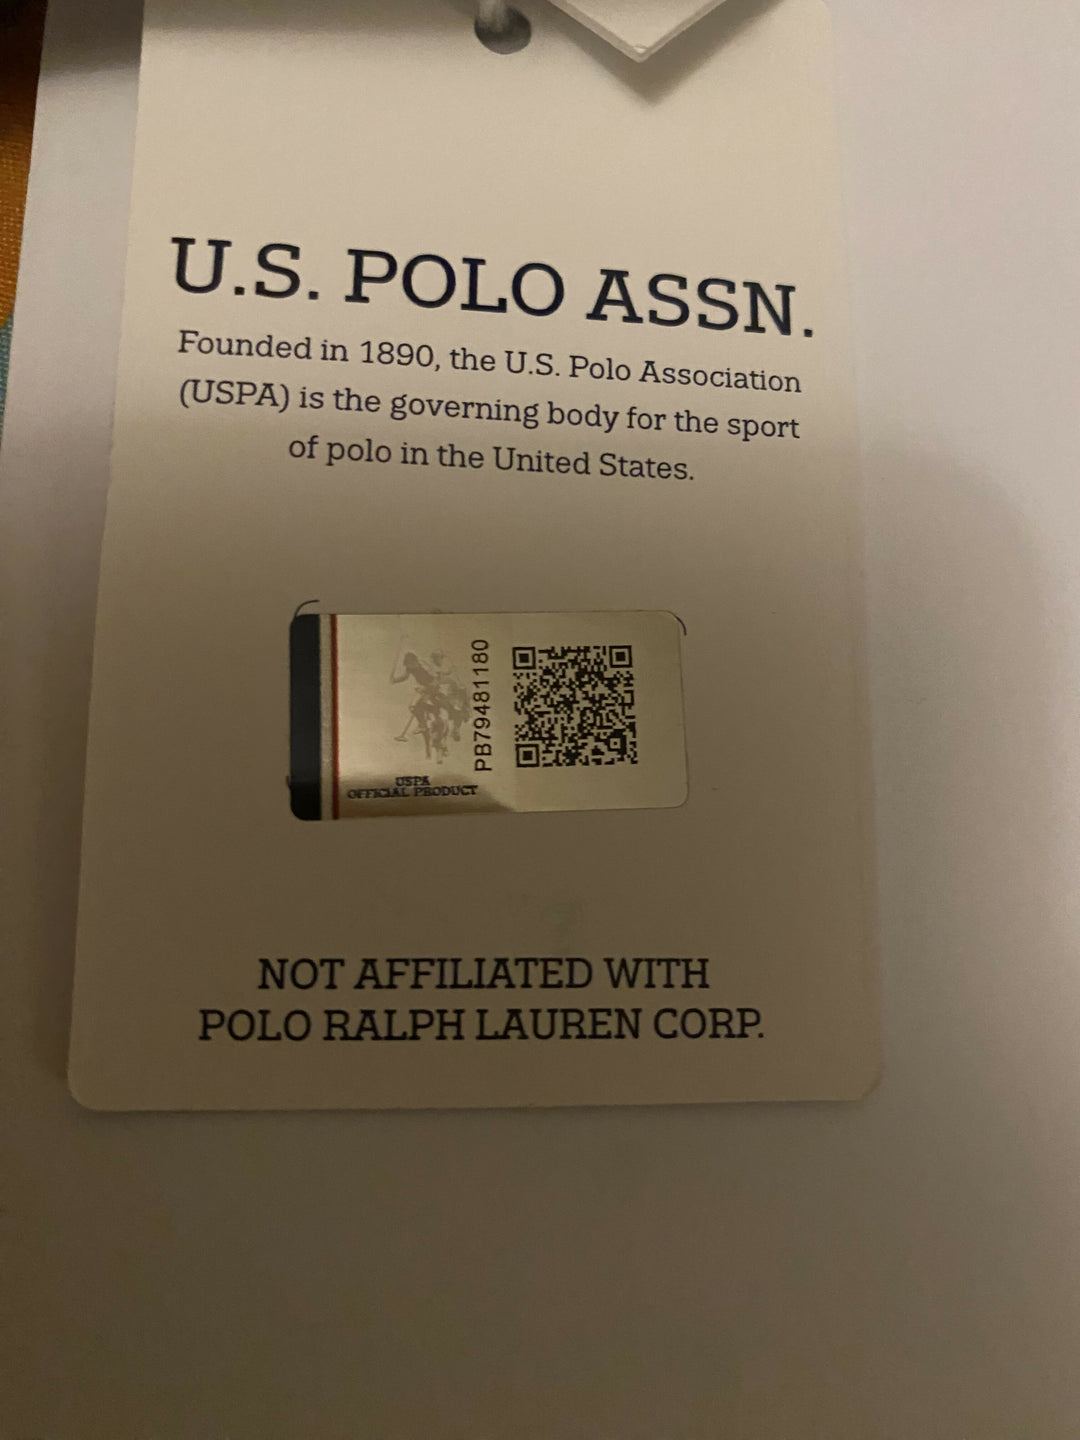 U.S. POLO ASSN.
Founded in 1890, the U.S. Polo Association
(USPA) is the governing body for the sport
of polo in the United States.
PB79481180
USPA
OFFICIAL PRODUCT
NOT AFFILIATED WITH
POLO RALPH LAUREN CORP.